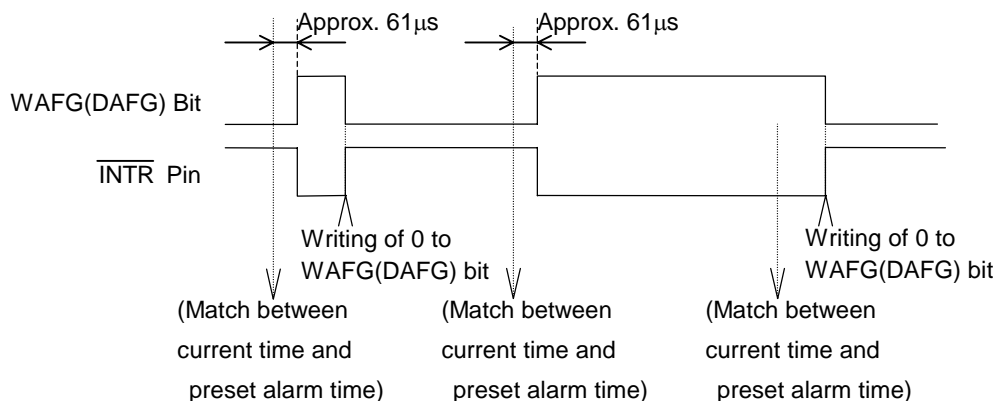 Approx. 61μs Approx. 61μs
WAFG(DAFG) Bit
INTR Pin
Writing of 0 to
WAFG(DAFG) bit
Writing of 0 to
WAFG(DAFG) bit
(Match between
current time and
preset alarm time)
(Match between
current time and
preset alarm time)
(Match between
current time and
preset alarm time)